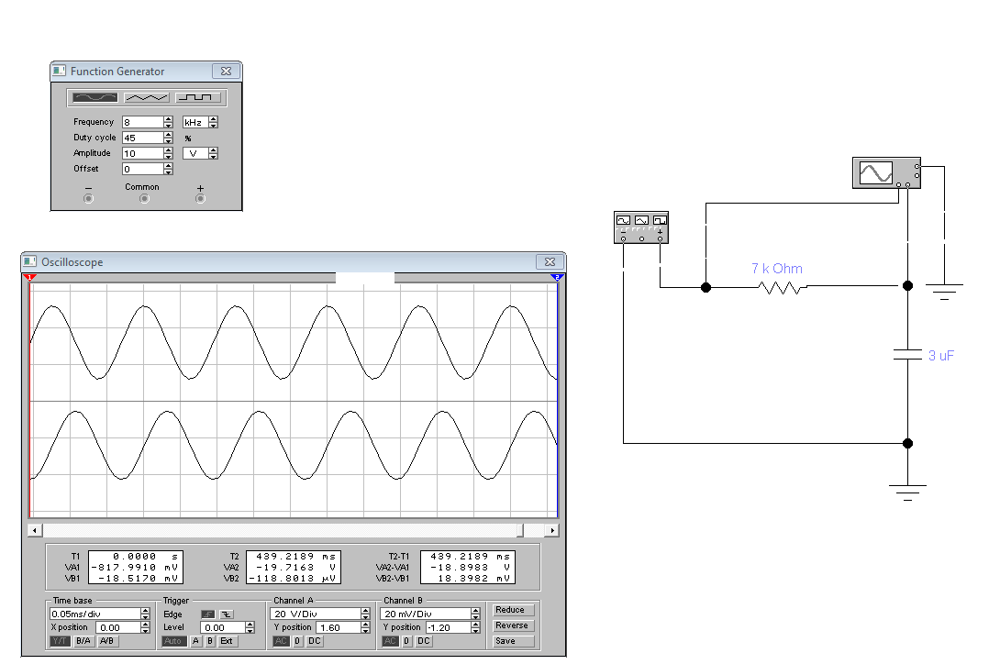 Function Generator
Frequency 8 kHz
Duty cycle 45 %
Amplitude 10 V
Offset 0
− Common +
Oscilloscope
1 2
T1 0.0000 s T2 439.2189 ms T2-T1 439.2189 ms
VA1 -817.9910 mV VA2 -19.7163 V VA2-VA1 -18.8983 V
VB1 -18.5170 mV VB2 -118.8013 µV VB2-VB1 18.3982 mV
Time base Trigger Channel A Channel B
0.05ms/div Edge 20 V/Div 20 mV/Div Reduce
X position 0.00 Level 0.00 Y position 1.60 Y position -1.20 Reverse
Y/T B/A A/B Auto A B Ext AC 0 DC AC 0 DC Save
− +
7 k Ohm
3 uF